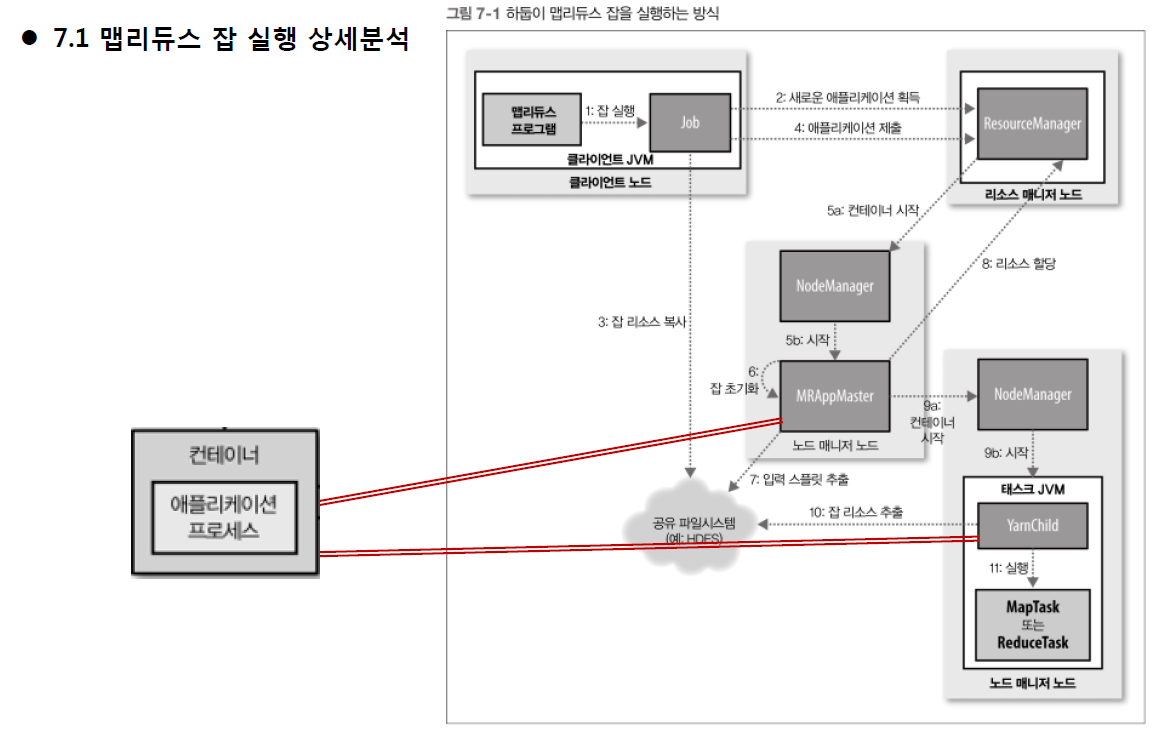 그림 7-1 하둡이 맵리듀스 잡을 실행하는 방식
● 7.1 맵리듀스 잡 실행 상세분석
맵리듀스
프로그램
1: 잡 실행
Job
클라이언트 JVM
클라이언트 노드
2: 새로운 애플리케이션 획득
4: 애플리케이션 제출
ResourceManager
리소스 매니저 노드
5a: 컨테이너 시작
8: 리소스 할당
NodeManager
3: 잡 리소스 복사
5b: 시작
6:
잡 초기화
MRAppMaster
노드 매니저 노드
9a:
컨테이너
시작
NodeManager
9b: 시작
컨테이너
애플리케이션
프로세스
7: 입력 스플릿 추출
태스크 JVM
공유 파일시스템
(예: HDFS)
10: 잡 리소스 추출
YarnChild
11: 실행
MapTask
또는
ReduceTask
노드 매니저 노드